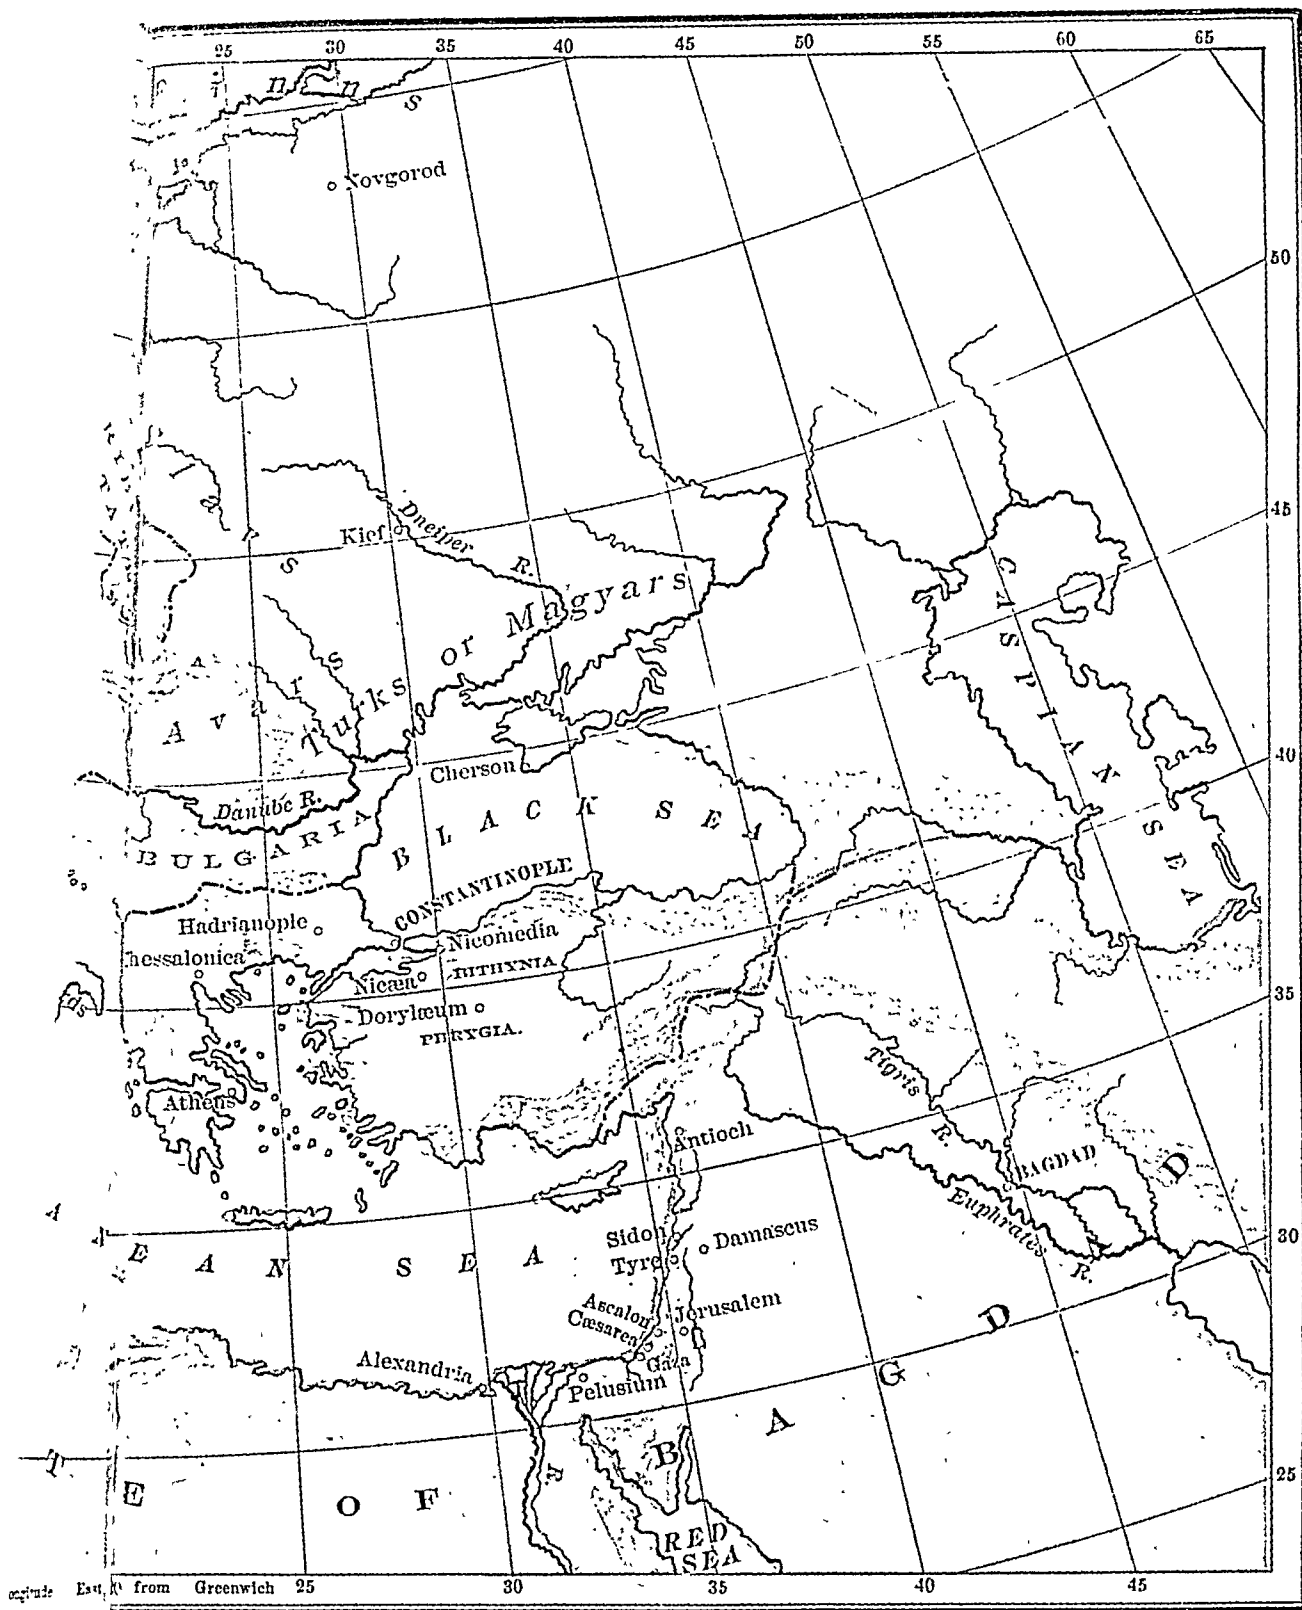 25 30 35 40 45 50 55 60 65
n n s
Novgorod
50
45
Kief
Dneiper R.
Turks or Magyars
CASPIAN SEA
Avars
40
Cherson
Danube R.
BLACK SEA
BULGARIA
CONSTANTINOPLE
Hadrianople
Nicomedia
hessalonica
BITHYNIA
Nicæa
35
Dorylæum
PHRYGIA.
Tigris R.
Athens
Antioch
BAGDAD
Euphrates R.
Sidon
Damascus
Tyre
30
EAN SEA
Ascalon
Jerusalem
Cæsarea
Gaza
Alexandria
Pelusium
BAGDAD
TE OF
R.
25
RED
SEA
East from Greenwich 25 30 35 40 45